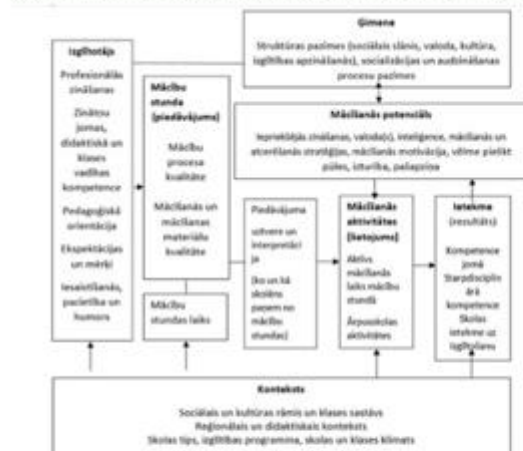 Ģimene
Struktūras pazīmes (sociālais slānis, valoda, kultūra,
izglītības apzināšanās), socializācijas un audzināšanas
procesu pazīmes
Izglītotājs
Profesionālās
zināšanas
Zinātņu
jomas,
didaktiskā un
klases
vadības
kompetence
Pedagoģiskā
orientācija
Ekspektācijas
un mērķi
Iesaistīšanās,
pacietība un
humors
Mācību
stunda
(piedāvājums)
Mācību
procesa
kvalitāte
Mācīšanās un
mācīšanas
materiālu
kvalitāte
Mācību
stundas laiks
Mācīšanās potenciāls
Iepriekšējās zināšanas, valoda(s), inteliģence, mācīšanās un
atcerēšanās stratēģijas, mācīšanās motivācija, vēlme pielikt
pūles, izturība, pašapziņa
Piedāvājuma
uztvere un
interpretāci
ja
(ko un kā
skolēns
paņem no
mācību
stundas)
Mācīšanās
aktivitātes
(lietojums)
Aktīvs
mācīšanās
laiks mācību
stundā
Ārpusskolas
aktivitātes
Ietekme
(rezultāts)
Kompetence
jomā
Starpdisciplin
ārā
kompetence
Skolas
ietekme uz
izglītojamo
Konteksts
Sociālais un kultūras rāmis un klases sastāvs
Reģionālais un didaktiskais konteksts
Skolas tips, izglītības programma, skolas un klases klimats